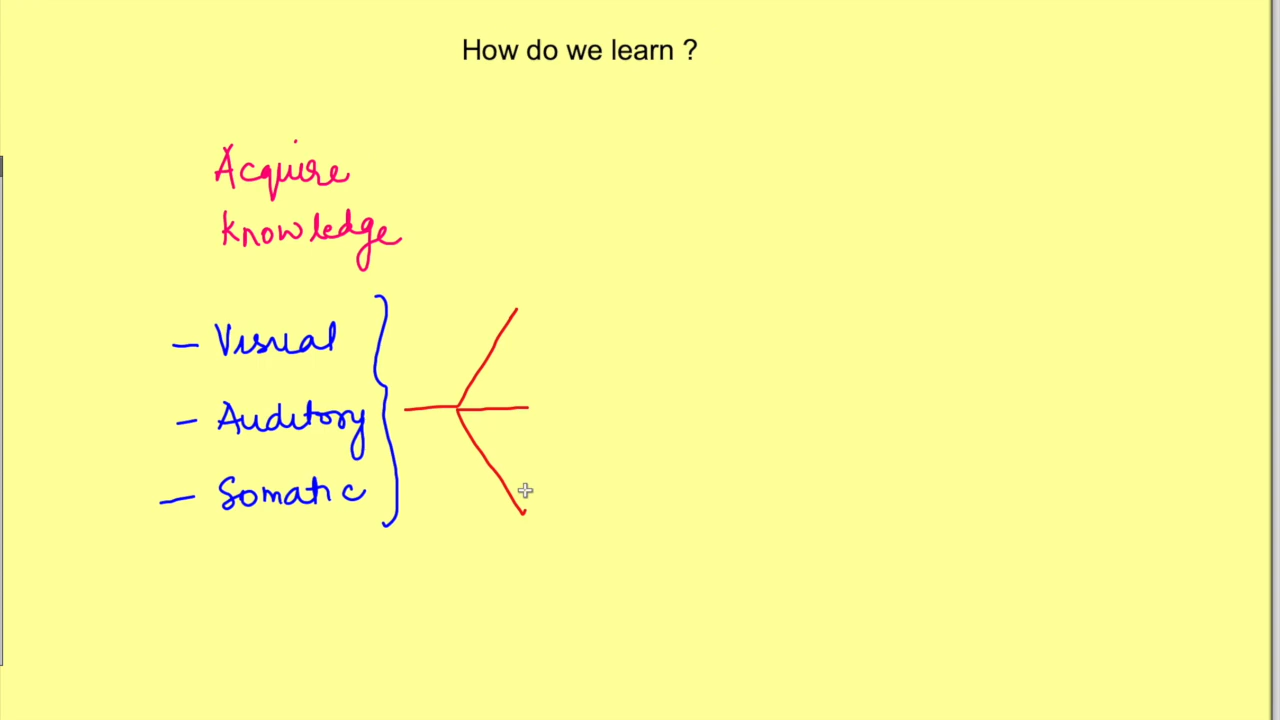 How do we learn ?
Acquire
Knowledge
- Visual
- Auditory
- Somatic